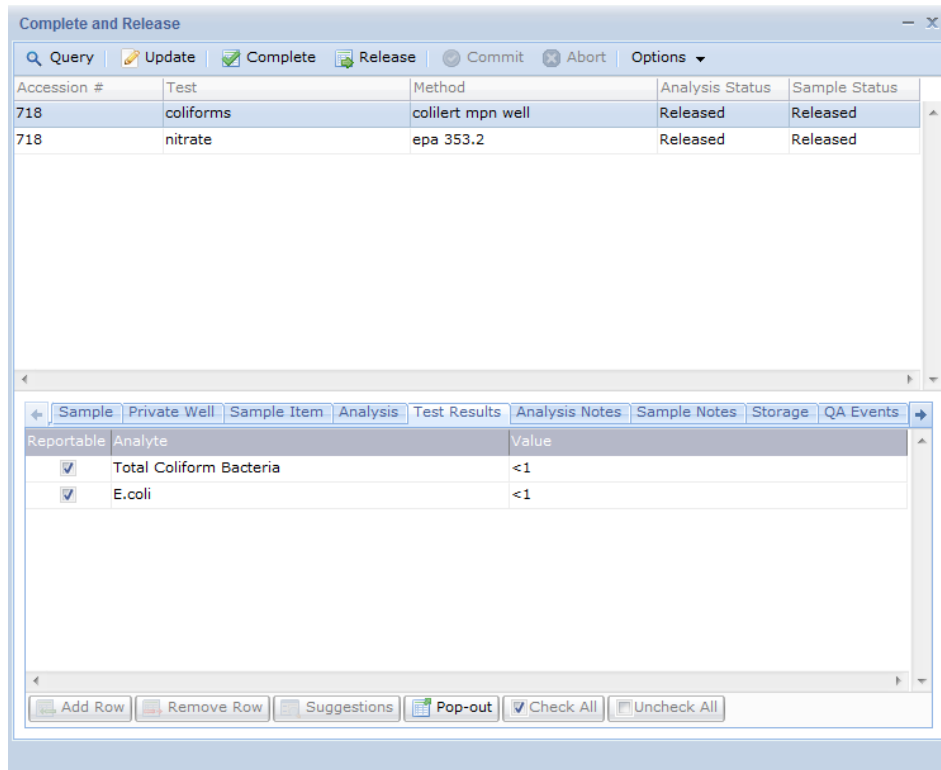 Complete and Release
Query Update Complete Release Commit Abort Options
Accession # Test Method Analysis Status Sample Status
718 coliforms colilert mpn well Released Released
718 nitrate epa 353.2 Released Released
Sample Private Well Sample Item Analysis Test Results Analysis Notes Sample Notes Storage QA Events
Reportable Analyte Value
Total Coliform Bacteria <1
E.coli <1
Add Row Remove Row Suggestions Pop-out Check All Uncheck All